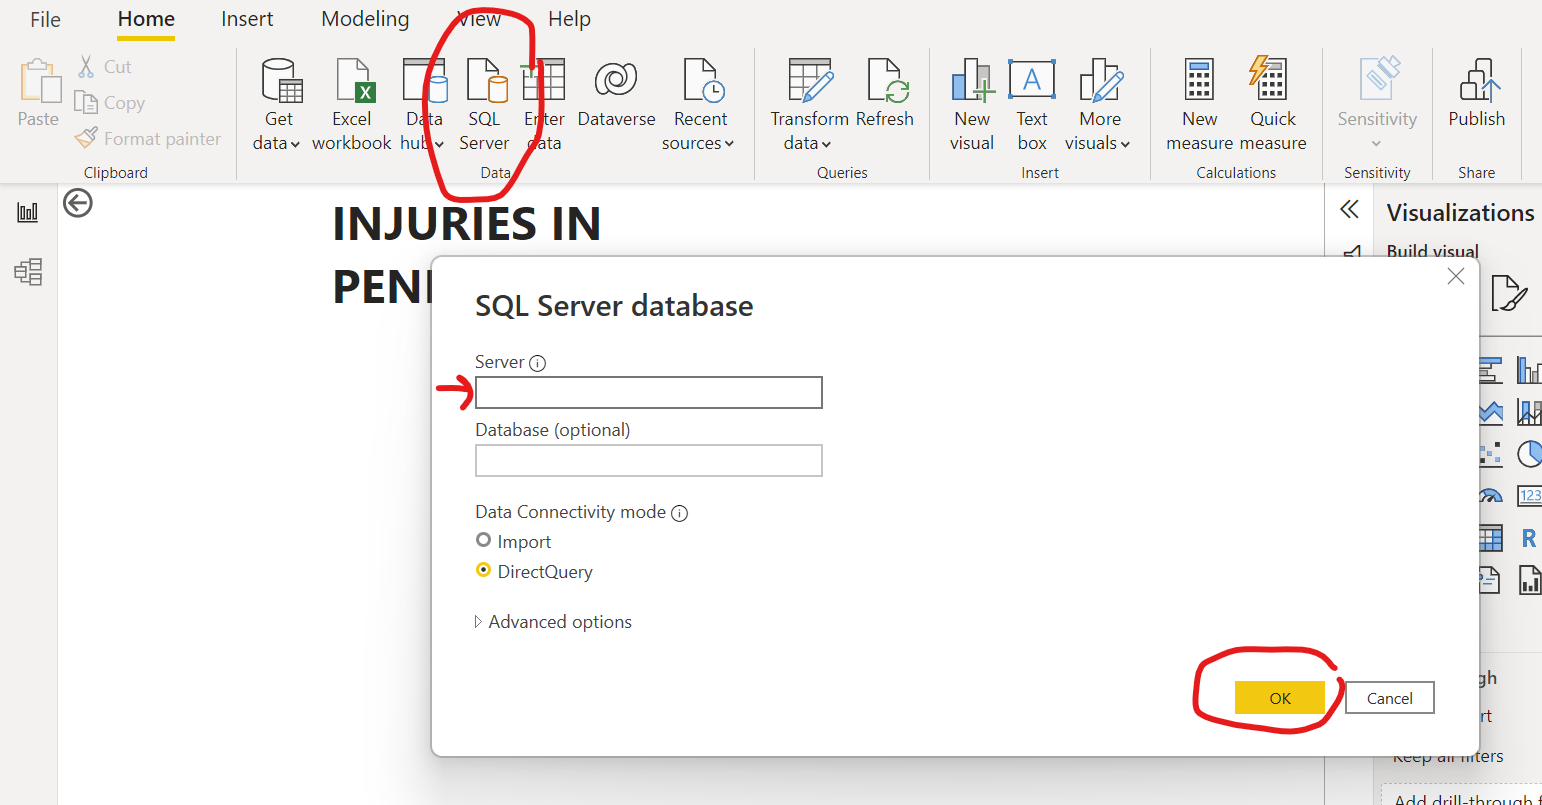 File Home Insert Modeling View Help
Paste
Cut
Copy
Format painter
Clipboard
Get data
Excel workbook
Data hub
SQL Server
Enter data
Dataverse
Recent sources
Data
Transform data
Refresh
Queries
New visual
Text box
A
More visuals
Insert
New measure
Quick measure
Calculations
Sensitivity
Sensitivity
Publish
Share
INJURIES IN
SQL Server database
Server
Database (optional)
Data Connectivity mode
Import
DirectQuery
Advanced options
OK
Cancel
Visualizations
Build visual
123
R
Keep all filters
Add drill-through